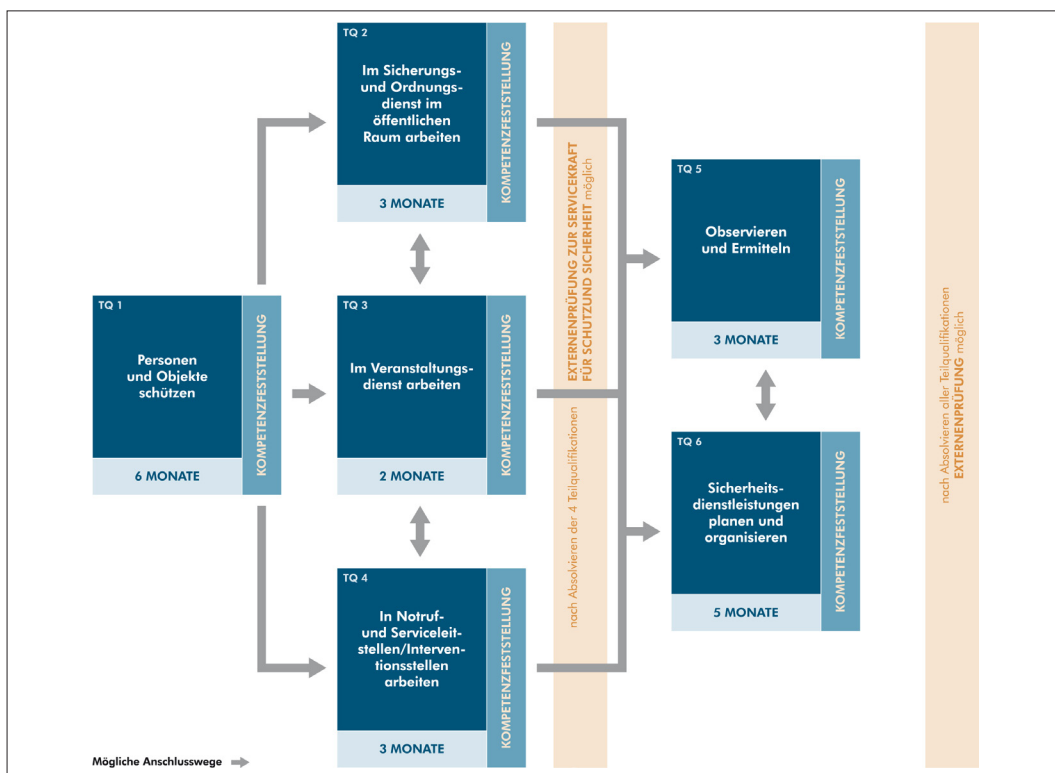 TQ 1
Personen
und Objekte
schützen
6 MONATE
KOMPETENZFESTSTELLUNG
TQ 2
Im Sicherungs-
und Ordnungs-
dienst im
öffentlichen
Raum arbeiten
3 MONATE
KOMPETENZFESTSTELLUNG
TQ 3
Im Veranstaltungs-
dienst arbeiten
2 MONATE
KOMPETENZFESTSTELLUNG
TQ 4
In Notruf-
und Serviceleit-
stellen/Interven-
tionsstellen
arbeiten
3 MONATE
KOMPETENZFESTSTELLUNG
nach Absolvieren der 4 Teilqualifikationen
EXTERNENPRÜFUNG ZUR SERVICEKRAFT
FÜR SCHUTZUND SICHERHEIT möglich
TQ 5
Observieren
und Ermitteln
3 MONATE
KOMPETENZFESTSTELLUNG
TQ 6
Sicherheits-
dienstleistungen
planen und
organisieren
5 MONATE
KOMPETENZFESTSTELLUNG
nach Absolvieren aller Teilqualifikationen
EXTERNENPRÜFUNG möglich
Mögliche Anschlusswege